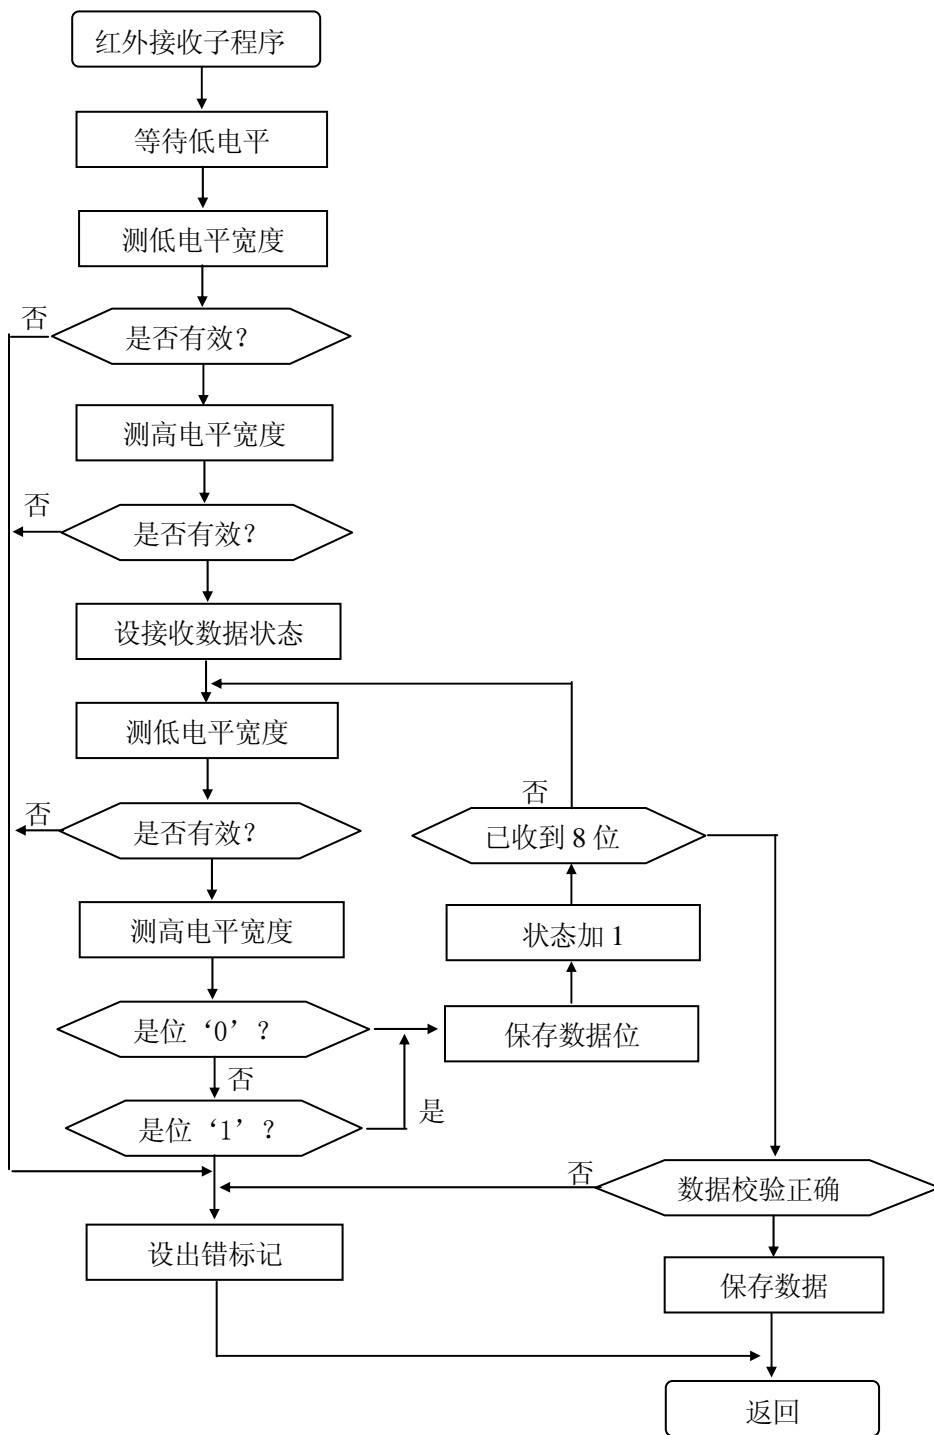 红外接收子程序
等待低电平
测低电平宽度
否
是否有效?
测高电平宽度
否
是否有效?
设接收数据状态
测低电平宽度
否
否
是否有效?
已收到 8 位
测高电平宽度
状态加 1
是位‘0’?
保存数据位
否
是位‘1’?
是
否
数据校验正确
设出错标记
保存数据
返回